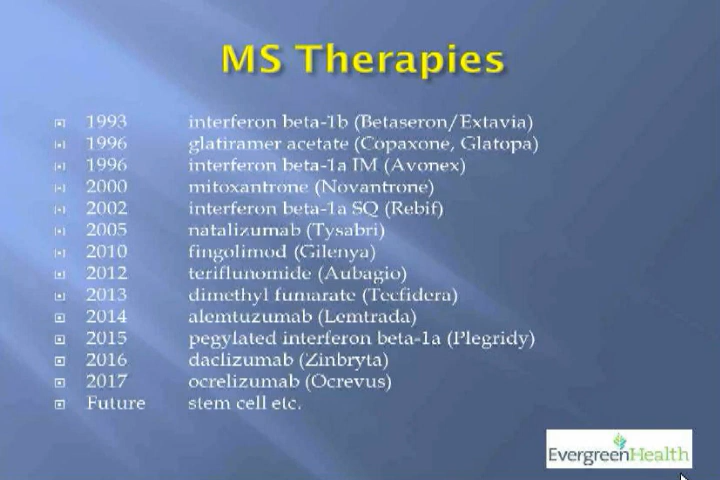 MS Therapies
1993 interferon beta-1b (Betaseron/Extavia)
1996 glatiramer acetate (Copaxone, Glatopa)
1996 interferon beta-1a IM (Avonex)
2000 mitoxantrone (Novantrone)
2002 interferon beta-1a SQ (Rebif)
2005 natalizumab (Tysabri)
2010 fingolimod (Gilenya)
2012 teriflunomide (Aubagio)
2013 dimethyl fumarate (Tecfidera)
2014 alemtuzumab (Lemtrada)
2015 pegylated interferon beta-1a (Plegridy)
2016 daclizumab (Zinbryta)
2017 ocrelizumab (Ocrevus)
Future stem cell etc.
EvergreenHealth